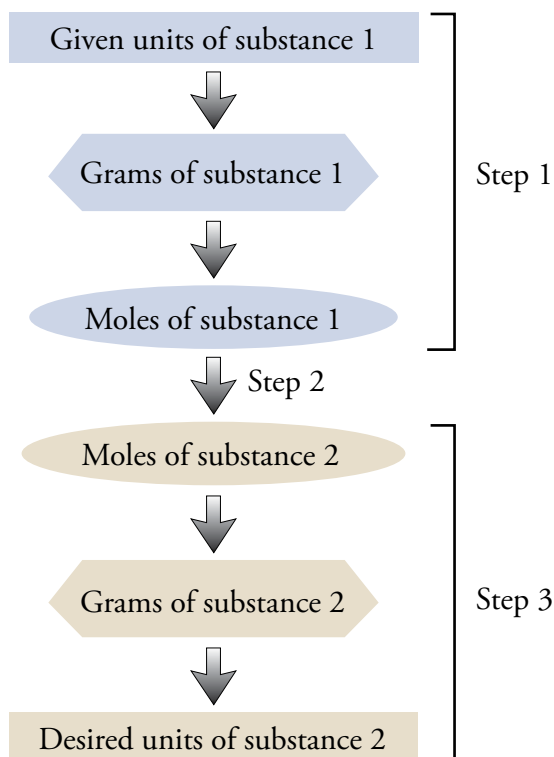 Given units of substance 1
Grams of substance 1
Step 1
Moles of substance 1
Step 2
Moles of substance 2
Grams of substance 2
Step 3
Desired units of substance 2